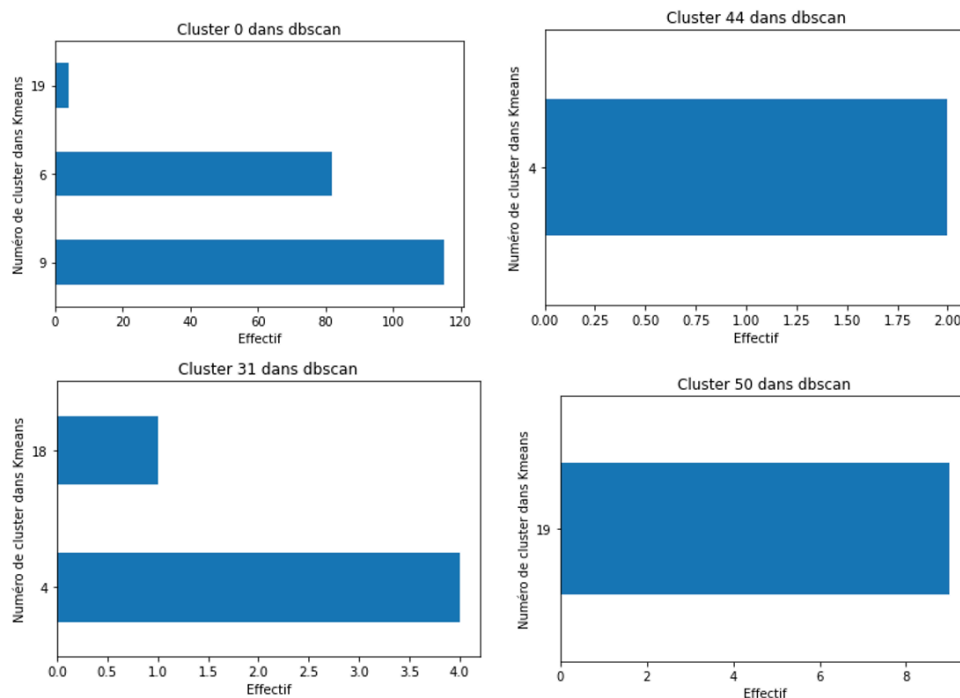 Cluster 0 dans dbscan
Numéro de cluster dans Kmeans
19
6
9
0 20 40 60 80 100 120
Effectif
Cluster 44 dans dbscan
Numéro de cluster dans Kmeans
4
0.00 0.25 0.50 0.75 1.00 1.25 1.50 1.75 2.00
Effectif
Cluster 31 dans dbscan
Numéro de cluster dans Kmeans
18
4
0.0 0.5 1.0 1.5 2.0 2.5 3.0 3.5 4.0
Effectif
Cluster 50 dans dbscan
Numéro de cluster dans Kmeans
19
0 2 4 6 8
Effectif